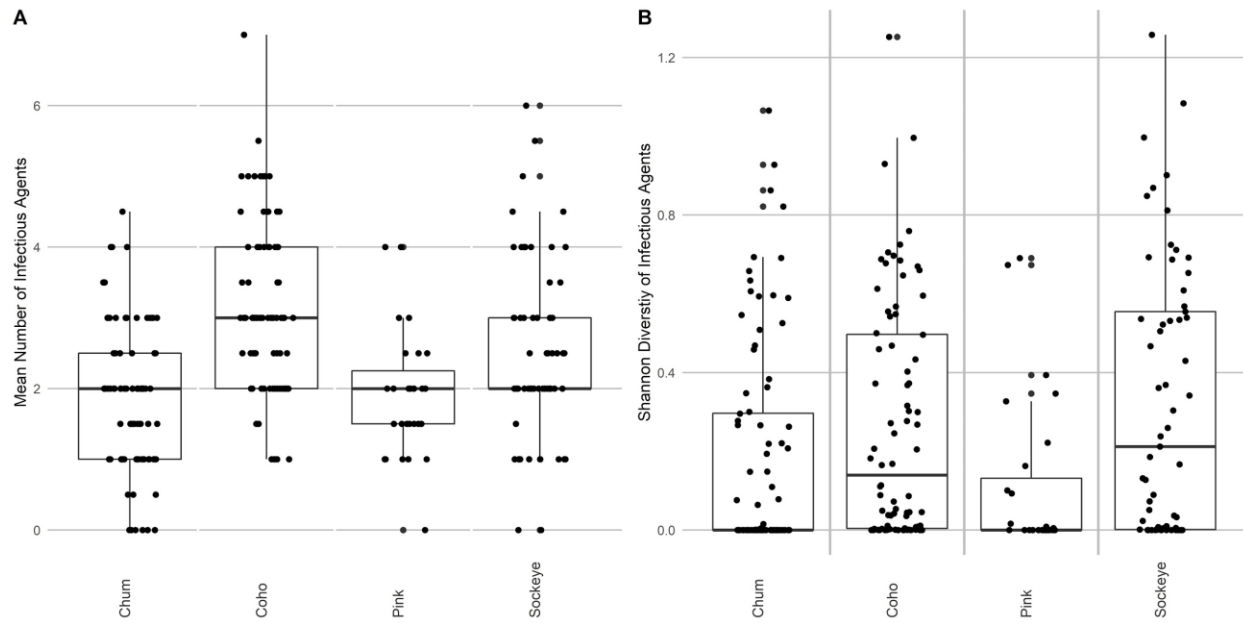 A
Mean Number of Infectious Agents
6
4
2
0
Chum
Coho
Pink
Sockeye
B
Shannon Diverstiy of Infectious Agents
1.2
0.8
0.4
0.0
Chum
Coho
Pink
Sockeye